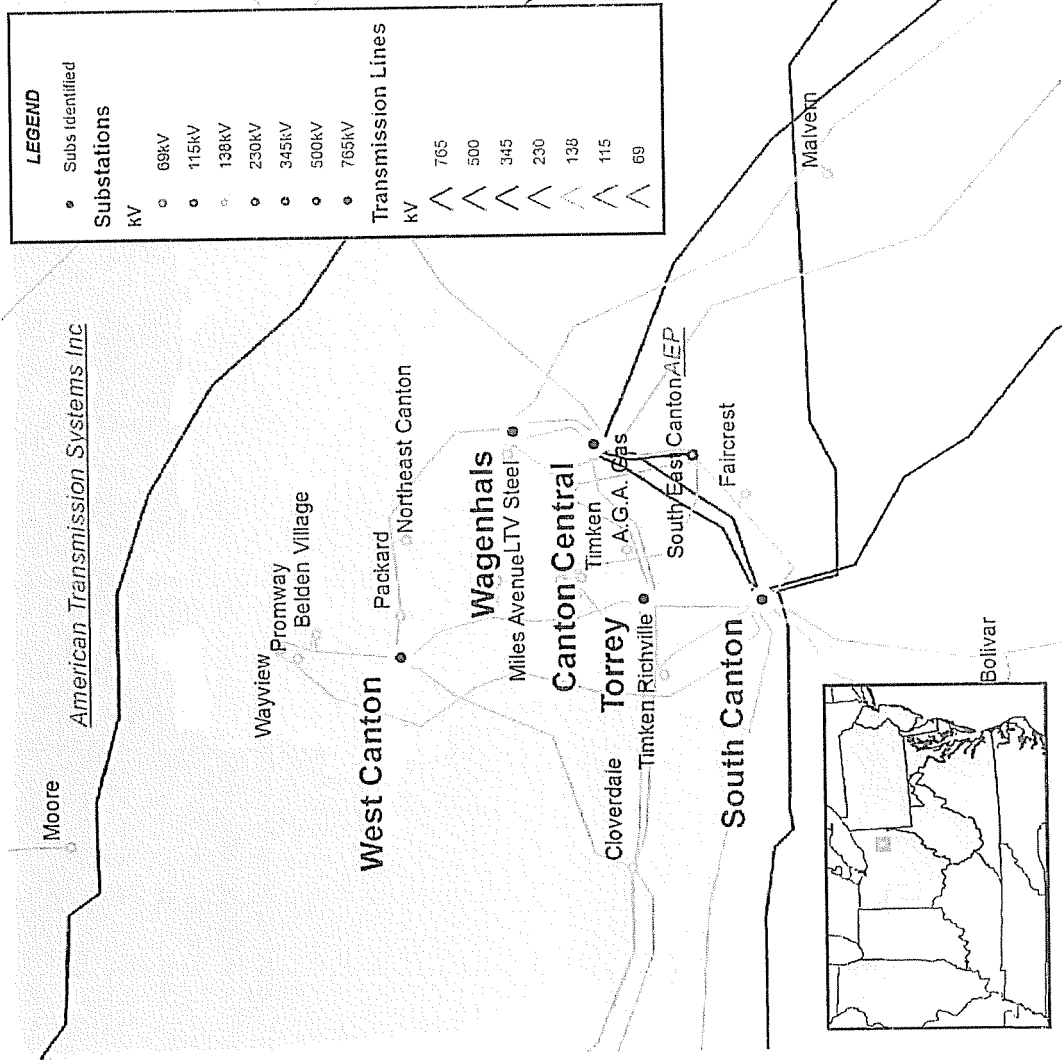 LEGEND
Subs Identified
Substations
kV
69kV
115kV
138kV
230kV
345kV
500kV
765kV
Transmission Lines
kV
765
500
345
230
138
115
69
American Transmission Systems Inc
Moore
Wayview
Promway
Belden Village
Packard
Northeast Canton
West Canton
Wagenhals
Miles Avenue
LTV Steel
Canton Central
Timken
A.G.A. Gas
Torrey
Timken Richville
Cloverdale
South East Canton
AEP
Faircrest
South Canton
Malvern
Bolivar